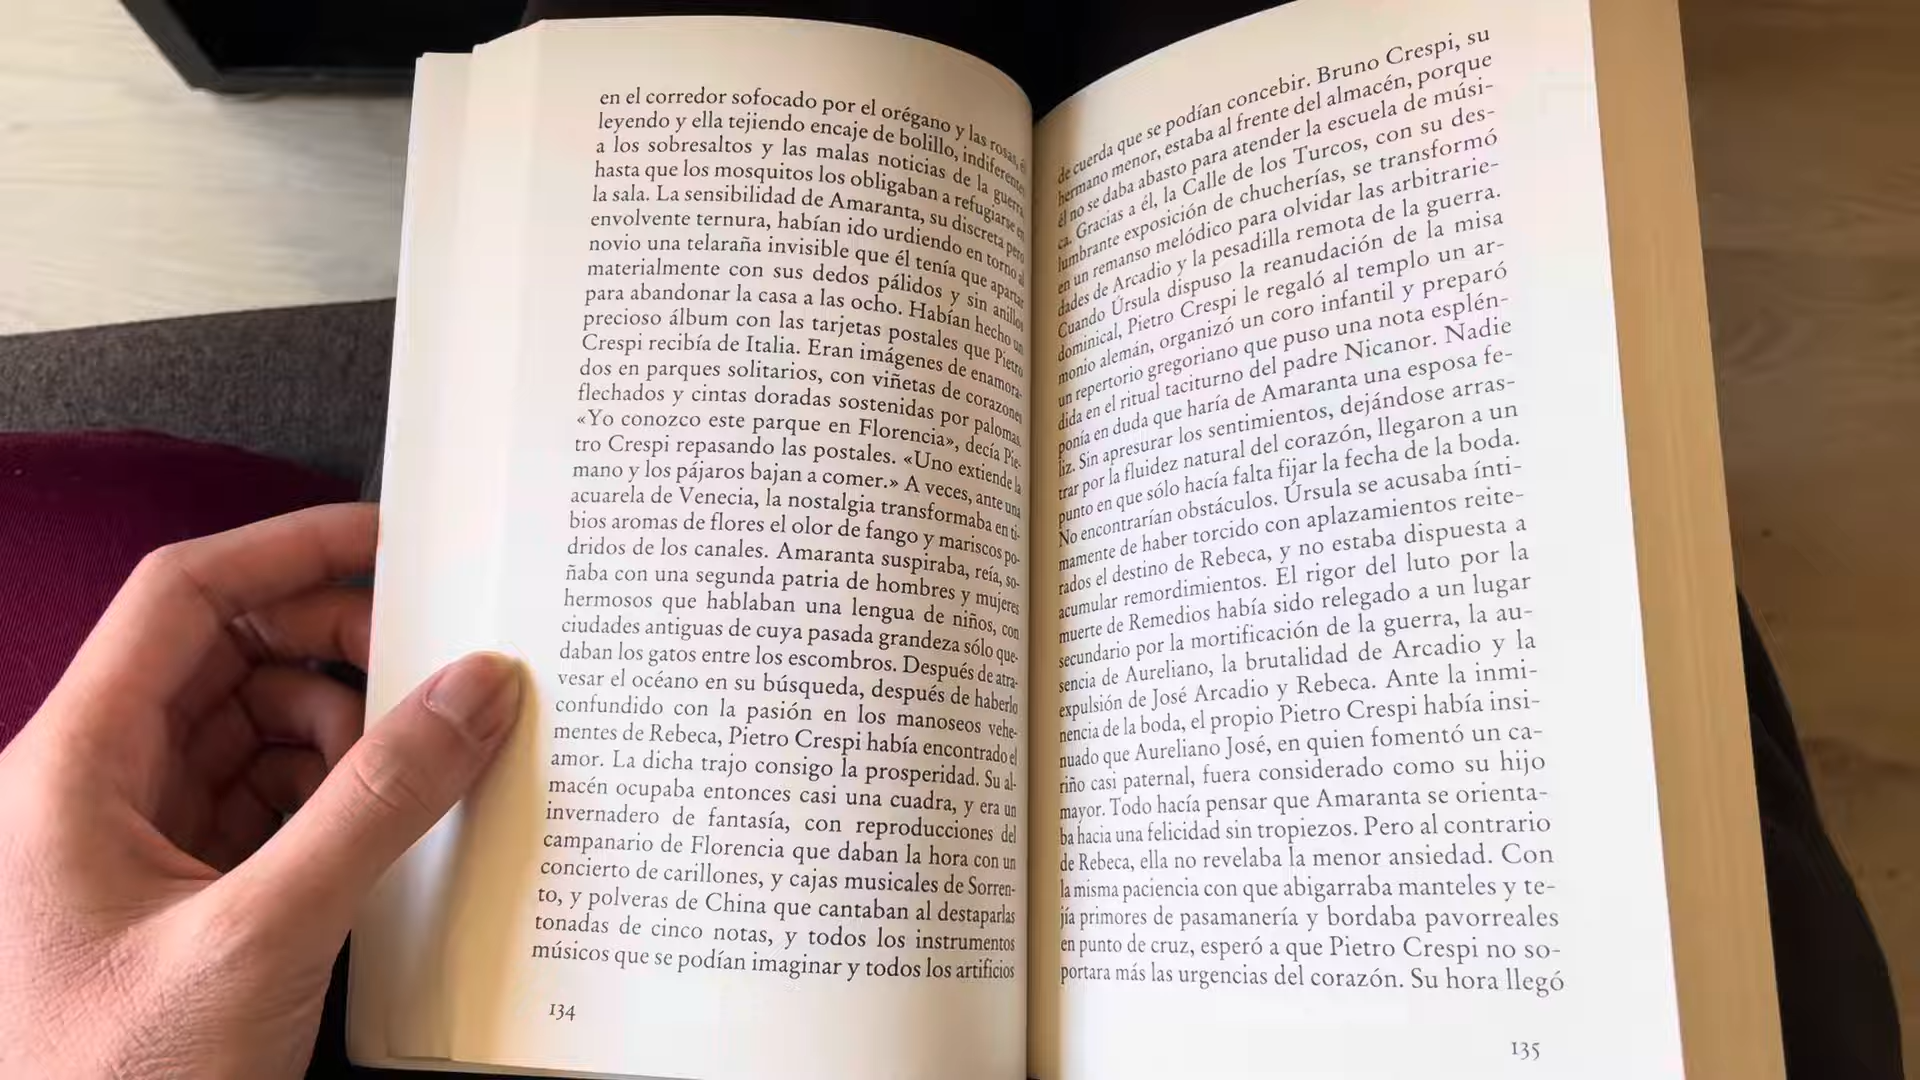 en el corredor sofocado por el orégano y las rosas, él
leyendo y ella tejiendo encaje de bolillo, indiferentes
a los sobresaltos y las malas noticias de la guerra,
hasta que los mosquitos los obligaban a refugiarse en
la sala. La sensibilidad de Amaranta, su discreta pero
envolvente ternura, habían ido urdiendo en torno al
novio una telaraña invisible que él tenía que apartar
materialmente con sus dedos pálidos y sin anillos
para abandonar la casa a las ocho. Habían hecho un
precioso álbum con las tarjetas postales que Pietro
Crespi recibía de Italia. Eran imágenes de enamora-
dos en parques solitarios, con viñetas de corazones
flechados y cintas doradas sostenidas por palomas.
«Yo conozco este parque en Florencia», decía Pie-
tro Crespi repasando las postales. «Uno extiende la
mano y los pájaros bajan a comer.» A veces, ante una
acuarela de Venecia, la nostalgia transformaba en ti-
bios aromas de flores el olor de fango y mariscos po-
dridos de los canales. Amaranta suspiraba, reía, so-
ñaba con una segunda patria de hombres y mujeres
hermosos que hablaban una lengua de niños, con
ciudades antiguas de cuya pasada grandeza sólo que-
daban los gatos entre los escombros. Después de atra-
vesar el océano en su búsqueda, después de haberlo
confundido con la pasión en los manoseos vehe-
mentes de Rebeca, Pietro Crespi había encontrado el
amor. La dicha trajo consigo la prosperidad. Su al-
macén ocupaba entonces casi una cuadra, y era un
invernadero de fantasía, con reproducciones del
campanario de Florencia que daban la hora con un
concierto de carillones, y cajas musicales de Sorren-
to, y polveras de China que cantaban al destaparlas
tonadas de cinco notas, y todos los instrumentos
músicos que se podían imaginar y todos los artificios
134
de cuerda que se podían concebir. Bruno Crespi, su
hermano menor, estaba al frente del almacén, porque
él no se daba abasto para atender la escuela de músi-
ca. Gracias a él, la Calle de los Turcos, con su des-
lumbrante exposición de chucherías, se transformó
en un remanso melódico para olvidar las arbitrarie-
dades de Arcadio y la pesadilla remota de la guerra.
Cuando Úrsula dispuso la reanudación de la misa
dominical, Pietro Crespi le regaló al templo un ar-
monio alemán, organizó un coro infantil y preparó
un repertorio gregoriano que puso una nota esplén-
dida en el ritual taciturno del padre Nicanor. Nadie
ponía en duda que haría de Amaranta una esposa fe-
liz. Sin apresurar los sentimientos, dejándose arras-
trar por la fluidez natural del corazón, llegaron a un
punto en que sólo hacía falta fijar la fecha de la boda.
No encontrarían obstáculos. Úrsula se acusaba ínti-
mamente de haber torcido con aplazamientos reite-
rados el destino de Rebeca, y no estaba dispuesta a
acumular remordimientos. El rigor del luto por la
muerte de Remedios había sido relegado a un lugar
secundario por la mortificación de la guerra, la au-
sencia de Aureliano, la brutalidad de Arcadio y la
expulsión de José Arcadio y Rebeca. Ante la inmi-
nencia de la boda, el propio Pietro Crespi había insi-
nuado que Aureliano José, en quien fomentó un ca-
riño casi paternal, fuera considerado como su hijo
mayor. Todo hacía pensar que Amaranta se orienta-
ba hacia una felicidad sin tropiezos. Pero al contrario
de Rebeca, ella no revelaba la menor ansiedad. Con
la misma paciencia con que abigarraba manteles y te-
jía primores de pasamanería y bordaba pavorreales
en punto de cruz, esperó a que Pietro Crespi no so-
portara más las urgencias del corazón. Su hora llegó
135